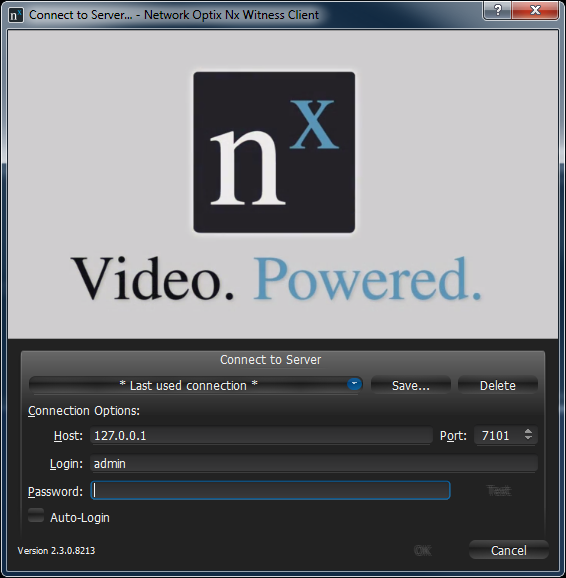 nx Connect to Server... - Network Optix Nx Witness Client
nx
Video. Powered.
Connect to Server
* Last used connection * Save... Delete
Connection Options:
Host: 127.0.0.1 Port: 7101
Login: admin
Password: Test
Auto-Login
Version 2.3.0.8213 OK Cancel